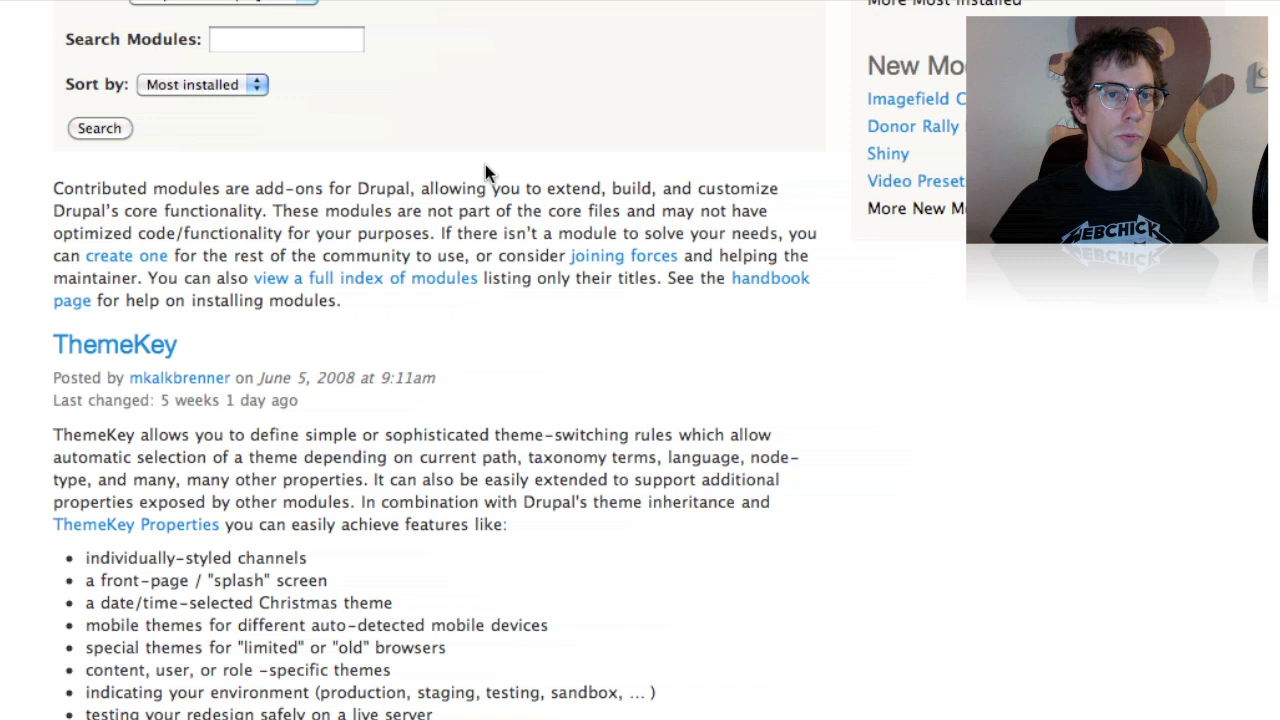 More Most Installed
Search Modules:
Sort by: Most installed
Search
New Mo
Imagefield C
Donor Rally
Shiny
Video Preset
More New M
WEBCHICK
Contributed modules are add-ons for Drupal, allowing you to extend, build, and customize
Drupal's core functionality. These modules are not part of the core files and may not have
optimized code/functionality for your purposes. If there isn't a module to solve your needs, you
can create one for the rest of the community to use, or consider joining forces and helping the
maintainer. You can also view a full index of modules listing only their titles. See the handbook
page for help on installing modules.
ThemeKey
Posted by mkalkbrenner on June 5, 2008 at 9:11am
Last changed: 5 weeks 1 day ago
ThemeKey allows you to define simple or sophisticated theme-switching rules which allow
automatic selection of a theme depending on current path, taxonomy terms, language, node-
type, and many, many other properties. It can also be easily extended to support additional
properties exposed by other modules. In combination with Drupal's theme inheritance and
ThemeKey Properties you can easily achieve features like:
• individually-styled channels
• a front-page / "splash" screen
• a date/time-selected Christmas theme
• mobile themes for different auto-detected mobile devices
• special themes for "limited" or "old" browsers
• content, user, or role -specific themes
• indicating your environment (production, staging, testing, sandbox, ... )
• testing your redesign safely on a live server